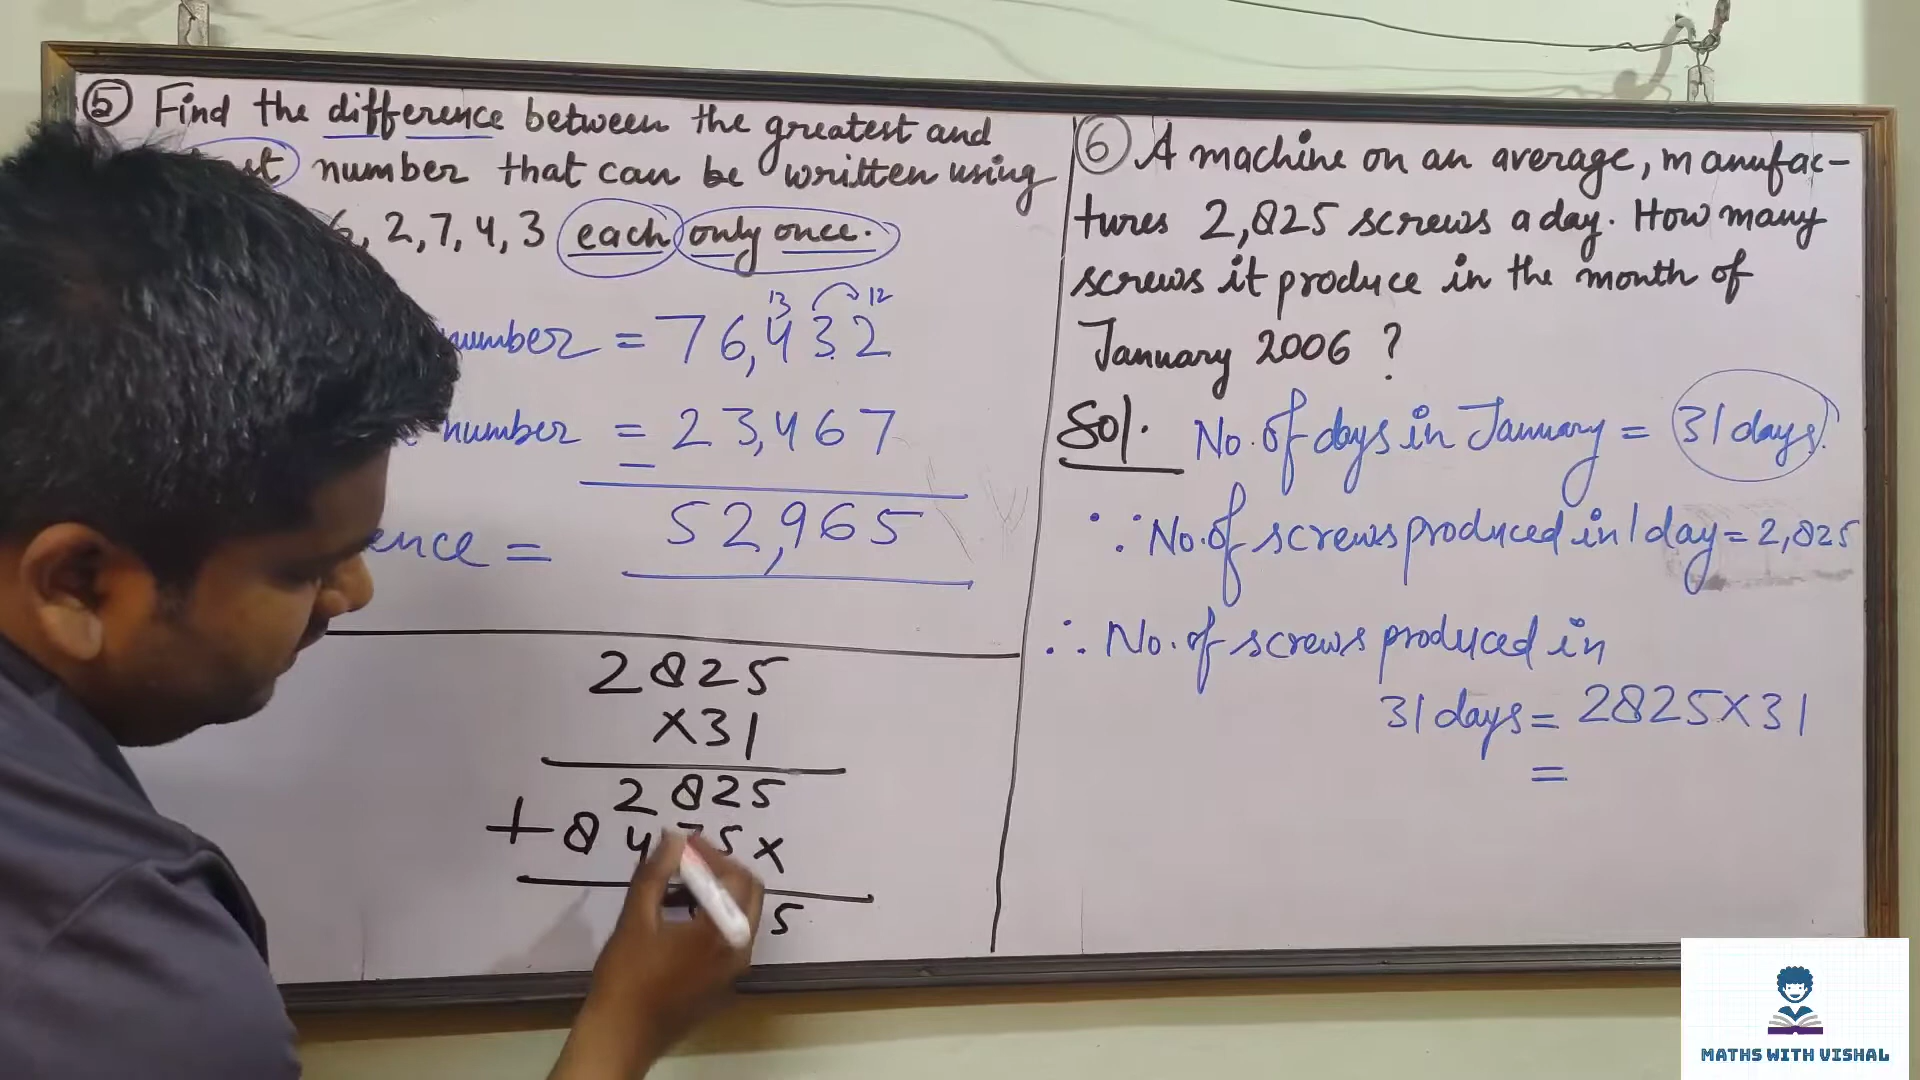 5 Find the difference between the greatest and
number that can be written using
6, 2, 7, 4, 3 each only once.
13 12
number = 76,432
number = 23,467
-
ence = 52,965
2825
×31
2825
+ 8475×
5
6 A machine on an average, manufac-
tures 2,825 screws a day. How many
screws it produce in the month of
January 2006 ?
Sol. No. of days in January = 31 days.
∵ No. of screws produced in 1 day = 2,825
∴ No. of screws produced in
31 days = 2825×31
=
MATHS WITH VISHAL